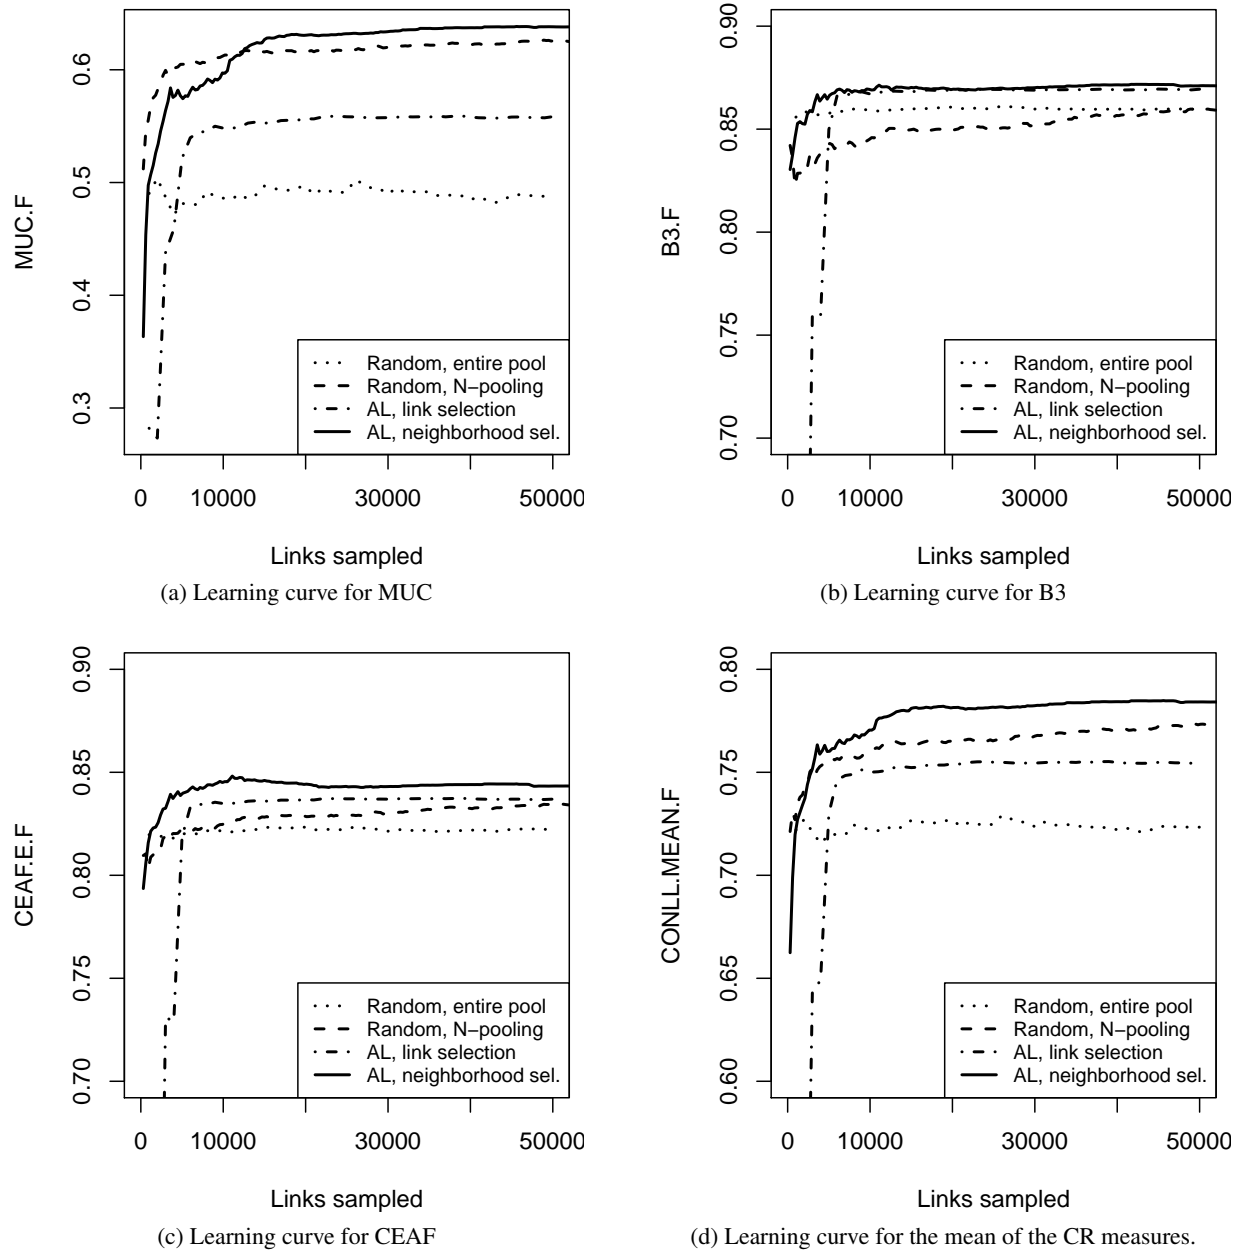 MUC.F
0.6
0.5
0.4
0.3
Random, entire pool
Random, N−pooling
AL, link selection
AL, neighborhood sel.
0 10000 30000 50000
Links sampled
(a) Learning curve for MUC
B3.F
0.90
0.85
0.80
0.75
0.70
Random, entire pool
Random, N−pooling
AL, link selection
AL, neighborhood sel.
0 10000 30000 50000
Links sampled
(b) Learning curve for B3
CEAF.E.F
0.90
0.85
0.80
0.75
0.70
Random, entire pool
Random, N−pooling
AL, link selection
AL, neighborhood sel.
0 10000 30000 50000
Links sampled
(c) Learning curve for CEAF
CONLL.MEAN.F
0.80
0.75
0.70
0.65
0.60
Random, entire pool
Random, N−pooling
AL, link selection
AL, neighborhood sel.
0 10000 30000 50000
Links sampled
(d) Learning curve for the mean of the CR measures.